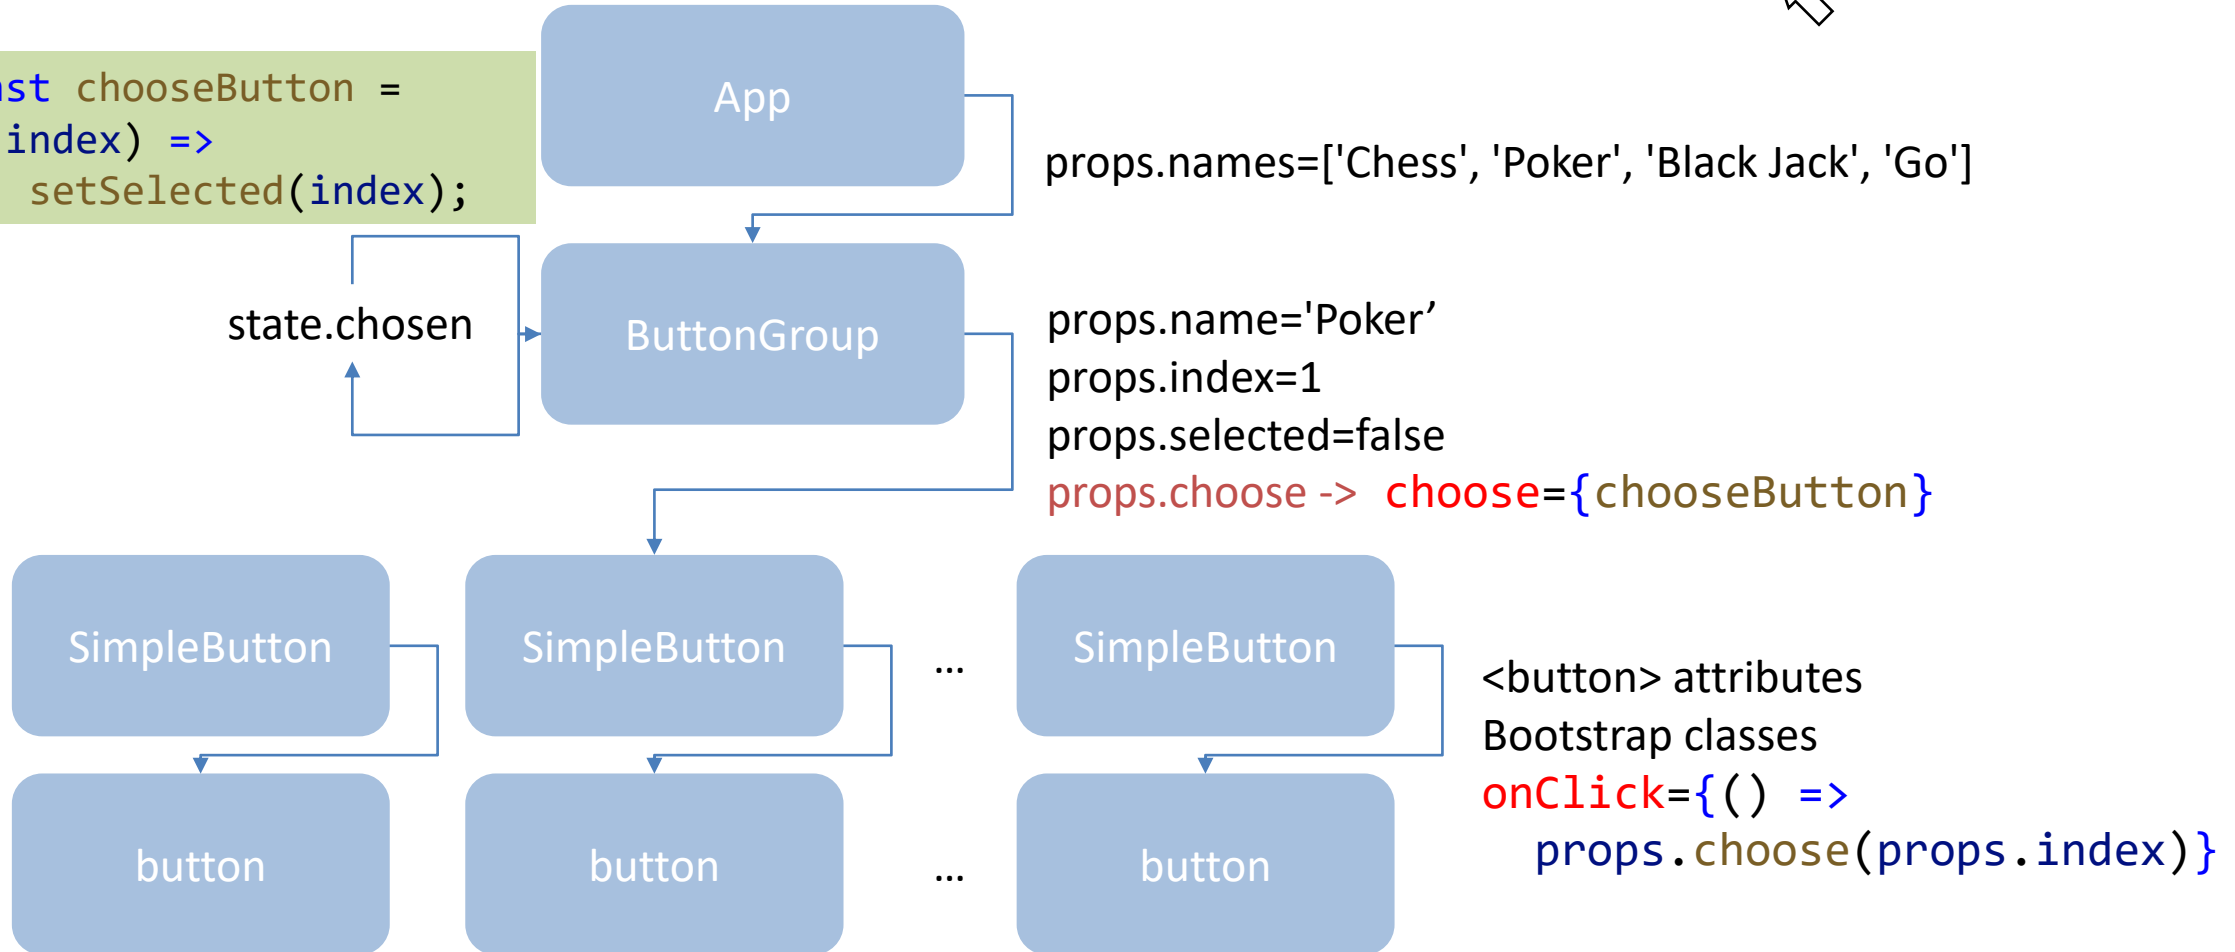 App
nst chooseButton =
index) =>
setSelected(index);
props.names=['Chess', 'Poker', 'Black Jack', 'Go']
state.chosen
ButtonGroup
props.name='Poker’
props.index=1
props.selected=false
props.choose -> choose={chooseButton}
SimpleButton
SimpleButton
...
SimpleButton
<button> attributes
Bootstrap classes
onClick={() =>
props.choose(props.index)}
button
button
...
button